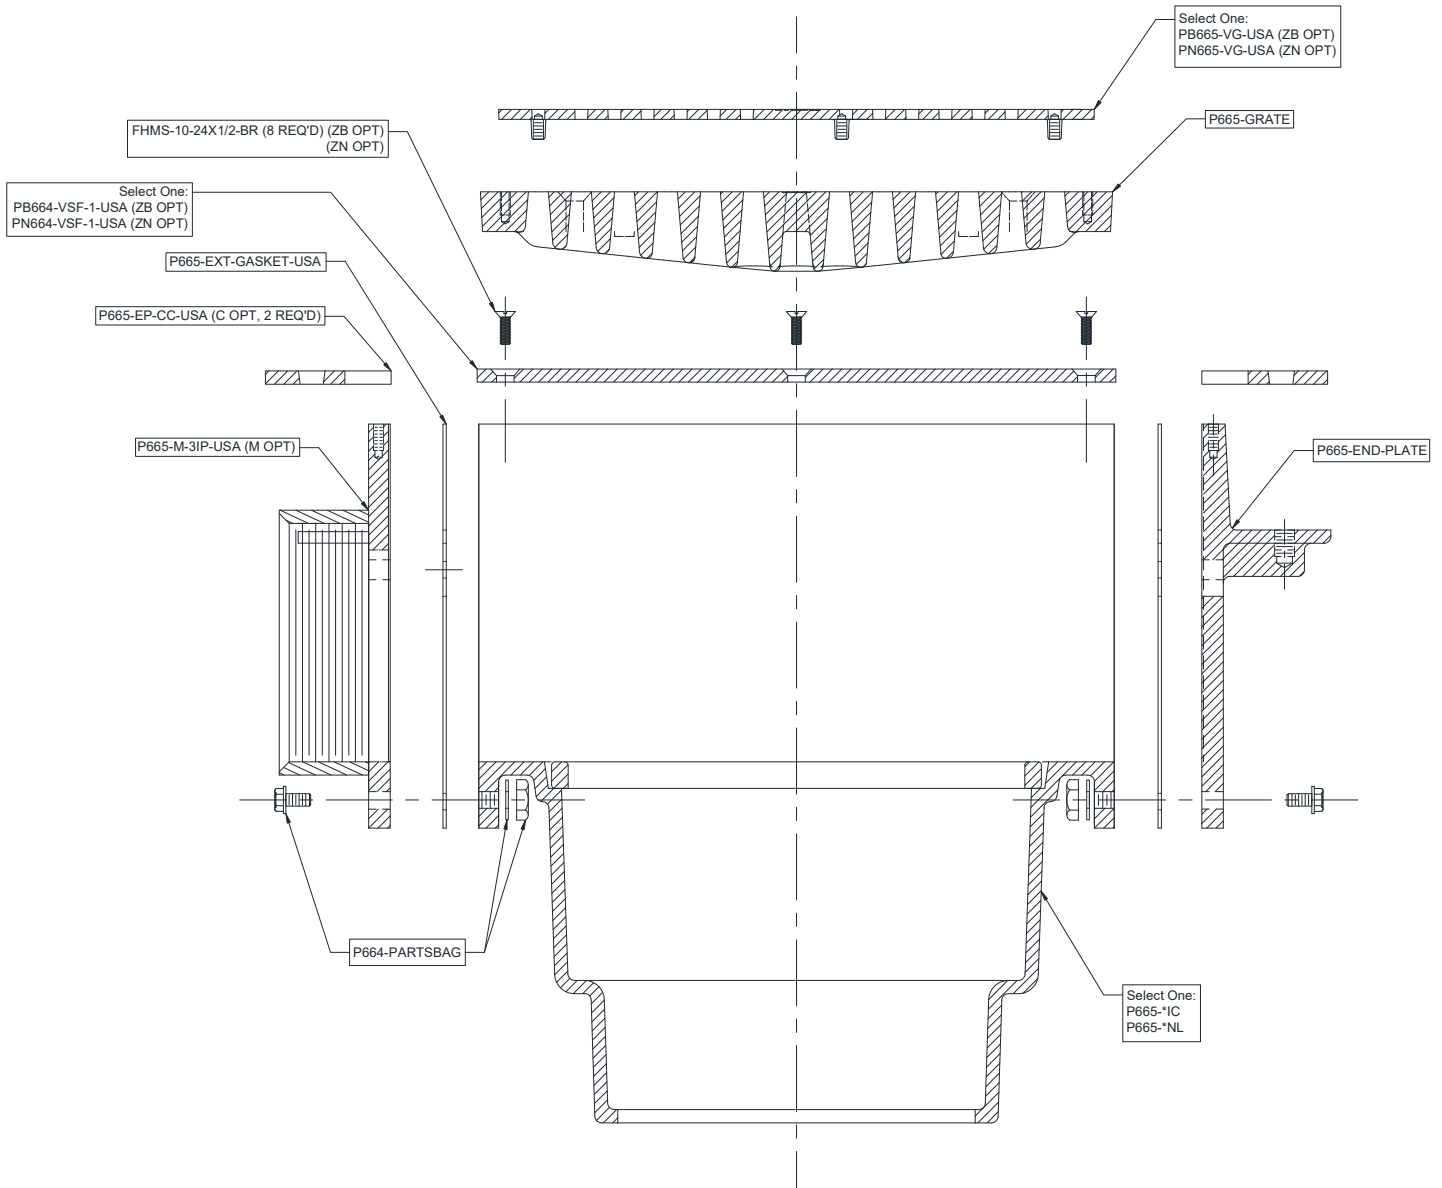 Select One:
PB665-VG-USA (ZB OPT)
PN665-VG-USA (ZN OPT)
P665-GRATE
FHMS-10-24X1/2-BR (8 REQ'D) (ZB OPT)
(ZN OPT)
Select One:
PB664-VSF-1-USA (ZB OPT)
PN664-VSF-1-USA (ZN OPT)
P665-EXT-GASKET-USA
P665-EP-CC-USA (C OPT, 2 REQ'D)
P665-M-3IP-USA (M OPT)
P665-END-PLATE
P664-PARTSBAG
Select One:
P665-*IC
P665-*NL